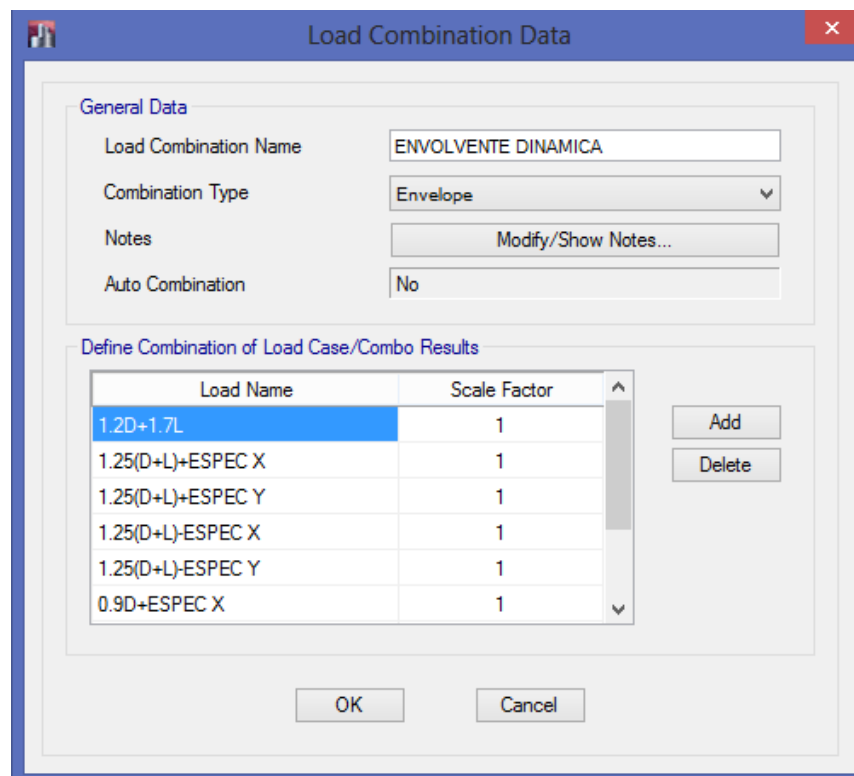 Load Combination Data
General Data
Load Combination Name ENVOLVENTE DINAMICA
Combination Type Envelope
Notes Modify/Show Notes...
Auto Combination No
Define Combination of Load Case/Combo Results
Load Name Scale Factor
1.2D+1.7L 1 Add
1.25(D+L)+ESPEC X 1 Delete
1.25(D+L)+ESPEC Y 1
1.25(D+L)-ESPEC X 1
1.25(D+L)-ESPEC Y 1
0.9D+ESPEC X 1
OK Cancel